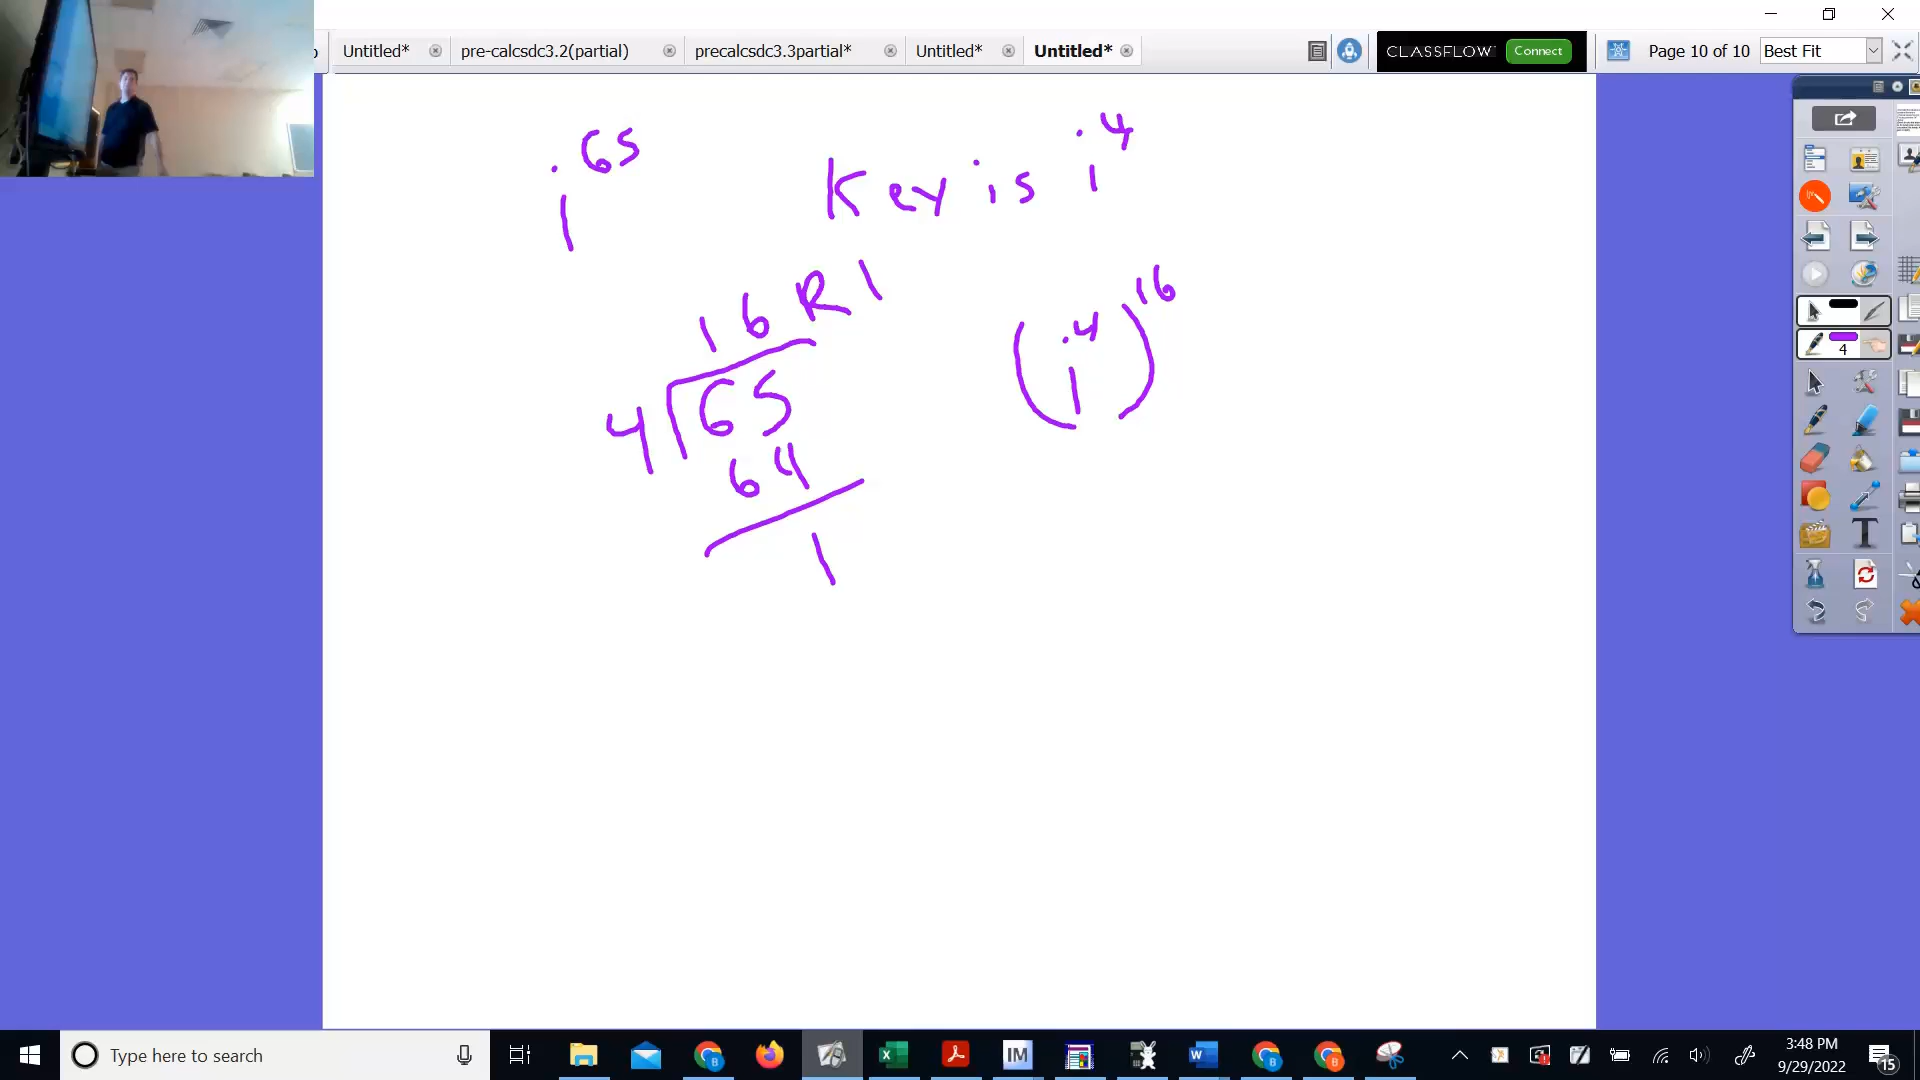 Untitled* pre-calcsdc3.2(partial) precalcsdc3.3partial* Untitled* Untitled*
CLASSFLOW Connect
Page 10 of 10 Best Fit
i^65
Key is i^4
16 R 1
4 65
64
1
(i^4)^16
4
T
Type here to search
IM
3:48 PM
9/29/2022
15